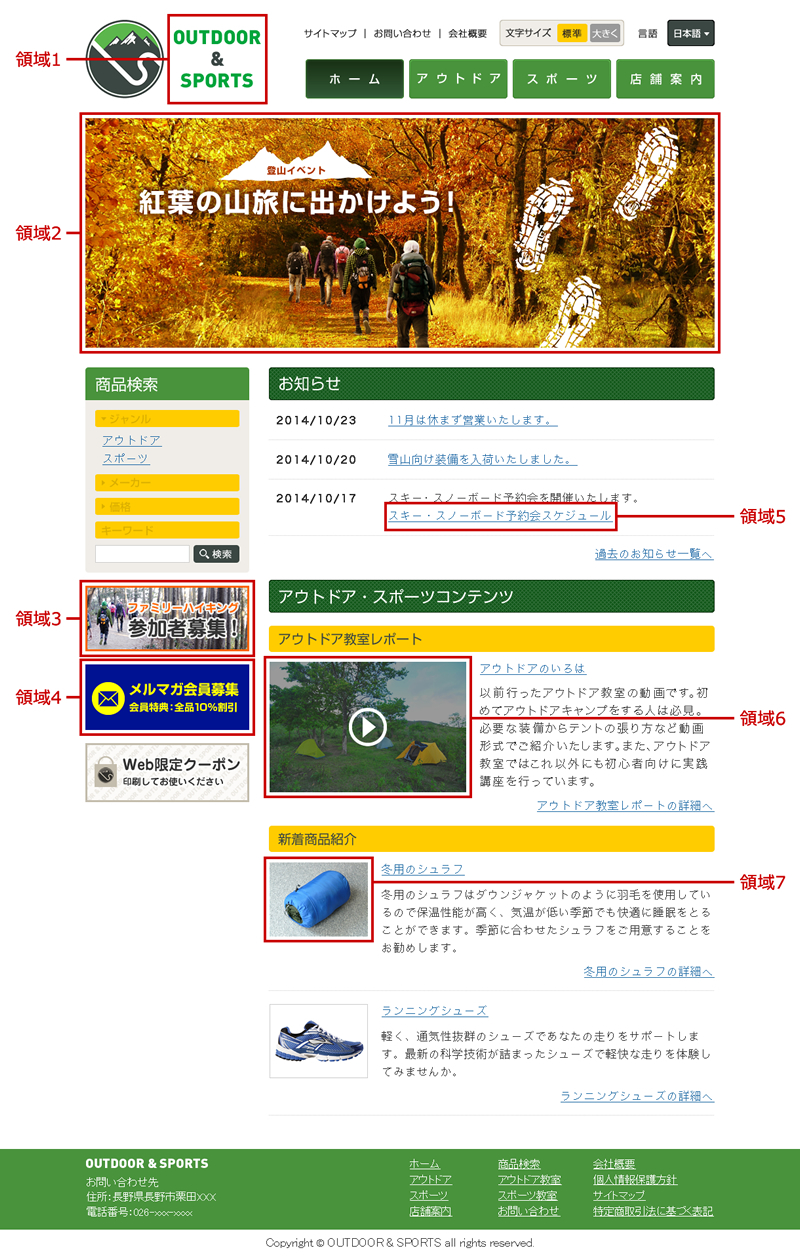 領域1
OUTDOOR
&
SPORTS
サイトマップ | お問い合わせ | 会社概要
文字サイズ 標準 大きく
言語 日本語
ホーム
アウトドア
スポーツ
店舗案内
領域2
登山イベント
紅葉の山旅に出かけよう!
商品検索
ジャンル
アウトドア
スポーツ
メーカー
価格
キーワード
検索
お知らせ
2014/10/23 11月は休まず営業いたします。
2014/10/20 雪山向け装備を入荷いたしました。
2014/10/17 スキー・スノーボード予約会を開催いたします。
スキー・スノーボード予約会スケジュール
領域5
過去のお知らせ一覧へ
領域3
ファミリーハイキング
参加者募集!
領域4
メルマガ会員募集
会員特典:全品10%割引
Web限定クーポン
印刷してお使いください
アウトドア・スポーツコンテンツ
アウトドア教室レポート
アウトドアのいろは
以前行ったアウトドア教室の動画です。初
めてアウトドアキャンプをする人は必見。
必要な装備からテントの張り方など動画
形式でご紹介いたします。また、アウトドア
教室ではこれ以外にも初心者向けに実践
講座を行っています。
領域6
アウトドア教室レポートの詳細へ
新着商品紹介
冬用のシュラフ
領域7
冬用のシュラフはダウンジャケットのように羽毛を使用してい
るので保温性能が高く、気温が低い季節でも快適に睡眠をとる
ことができます。季節に合わせたシュラフをご用意することを
お勧めします。
冬用のシュラフの詳細へ
ランニングシューズ
軽く、通気性抜群のシューズであなたの走りをサポートしま
す。最新の科学技術が詰まったシューズで軽快な走りを体験し
てみませんか。
ランニングシューズの詳細へ
OUTDOOR & SPORTS
お問い合わせ先
住所:長野県長野市栗田XXX
電話番号:026-xxx-xxxx
ホーム
アウトドア
スポーツ
店舗案内
商品検索
アウトドア教室
スポーツ教室
お問い合わせ
会社概要
個人情報保護方針
サイトマップ
特定商取引法に基づく表記
Copyright © OUTDOOR & SPORTS all rights reserved.